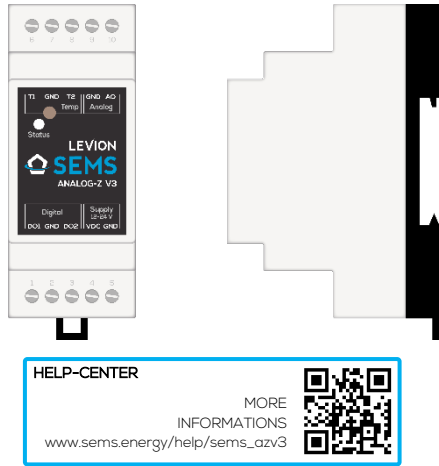 6 7 8 9 10
T1 GND T2 GND AO
Temp Analog
Status
LEVION
SEMS
ANALOG-Z V3
Digital Supply
12-24 V
DO1 GND DO2 VDC GND
1 2 3 4 5
HELP-CENTER
MORE
INFORMATIONS
www.sems.energy/help/sems_azv3